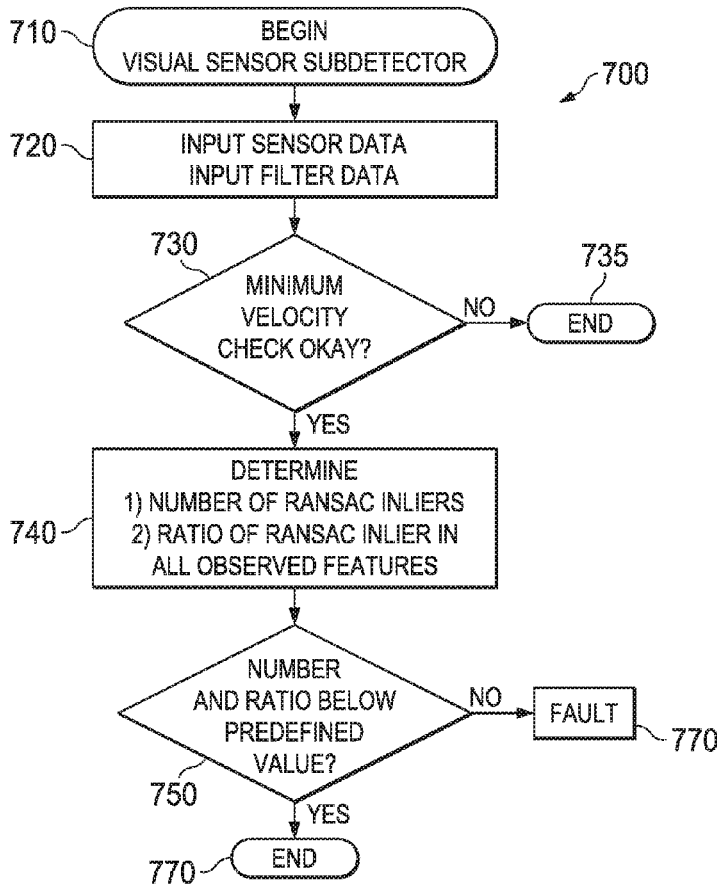 710
BEGIN
VISUAL SENSOR SUBDETECTOR
700
720
INPUT SENSOR DATA
INPUT FILTER DATA
730
MINIMUM
VELOCITY
CHECK OKAY?
NO
735
END
YES
740
DETERMINE
1) NUMBER OF RANSAC INLIERS
2) RATIO OF RANSAC INLIER IN
ALL OBSERVED FEATURES
NUMBER
AND RATIO BELOW
PREDEFINED
VALUE?
750
NO
FAULT
770
YES
770
END